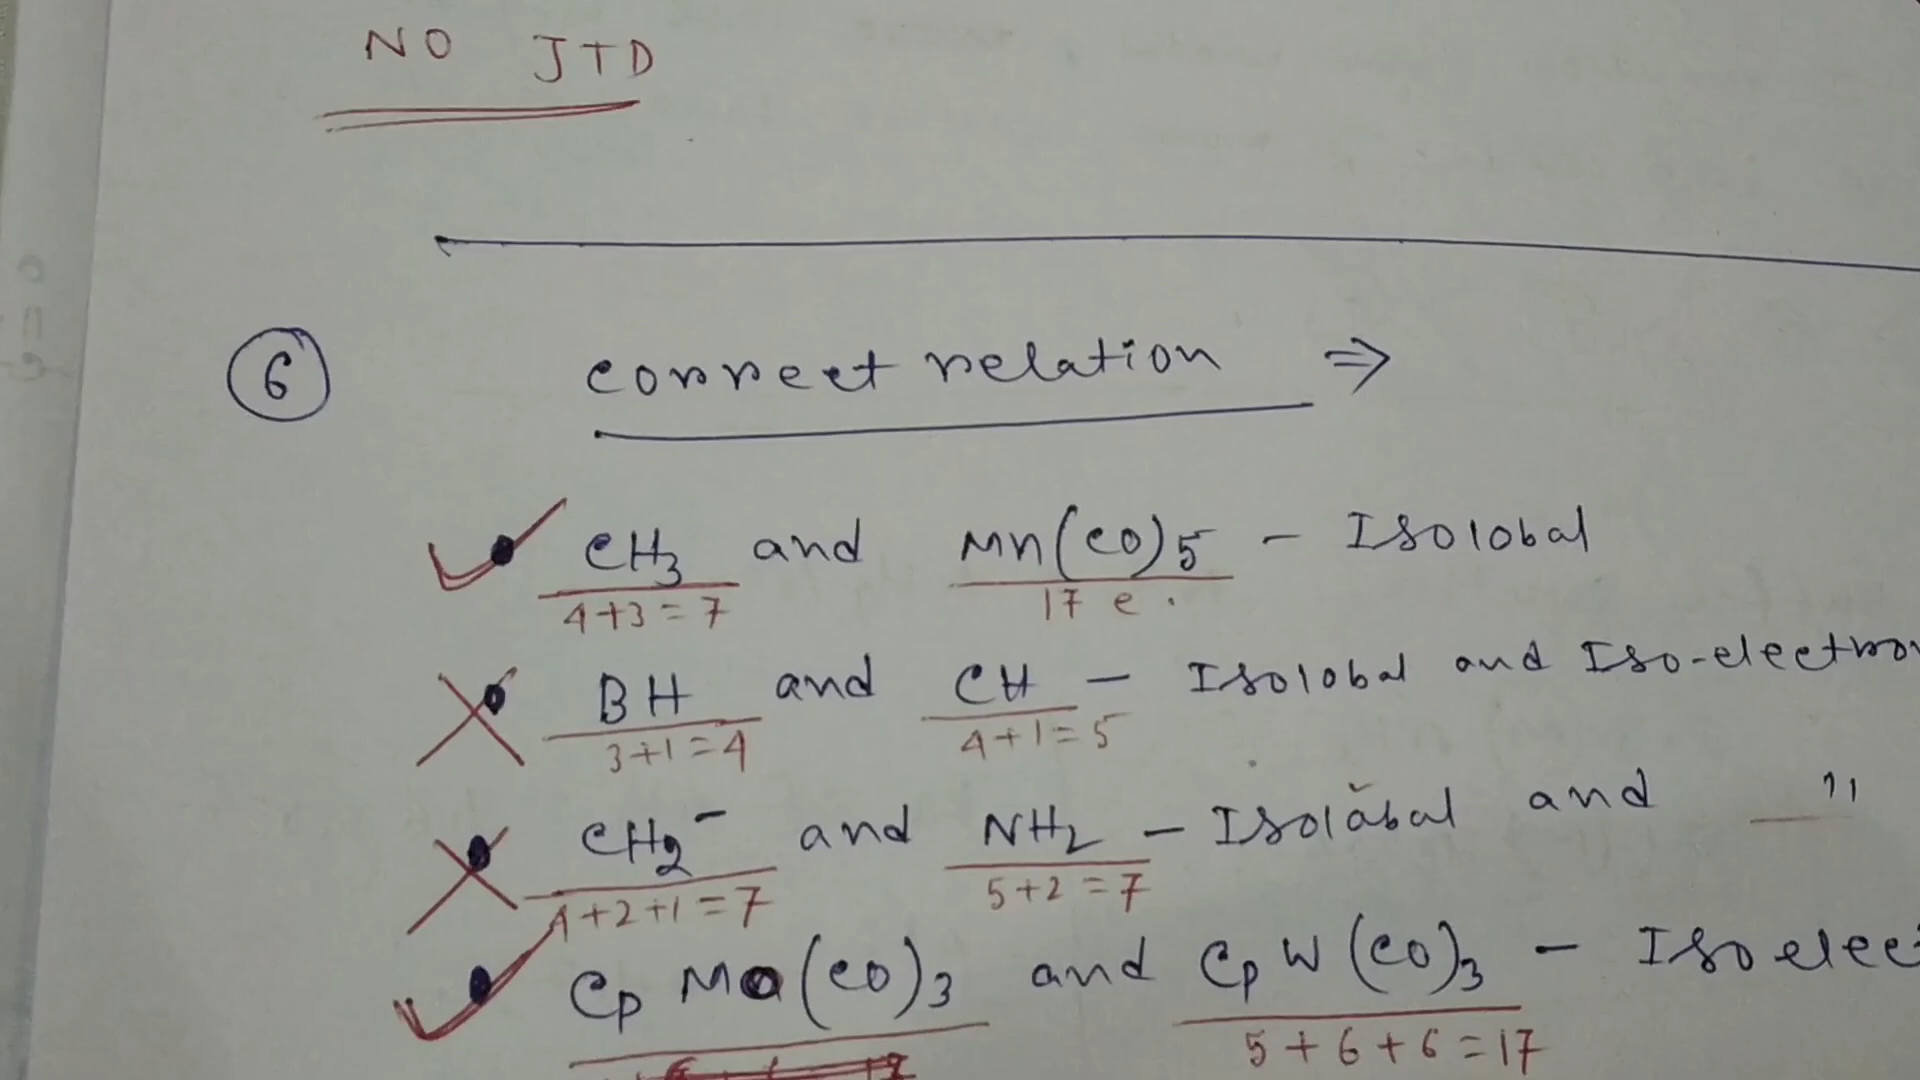 NO JTD
6 correct relation ⇒
CH3 and Mn(CO)5 - Isolobal
4+3=7 17 e.
BH and CH - Isolobal and Iso-electro
3+1=4 4+1=5
CH2⁻ and NH2 - Isolobal and "
4+2+1=7 5+2=7
Cp Mo(CO)3 and Cp W(CO)3 - Isoelec
5+6+6=17